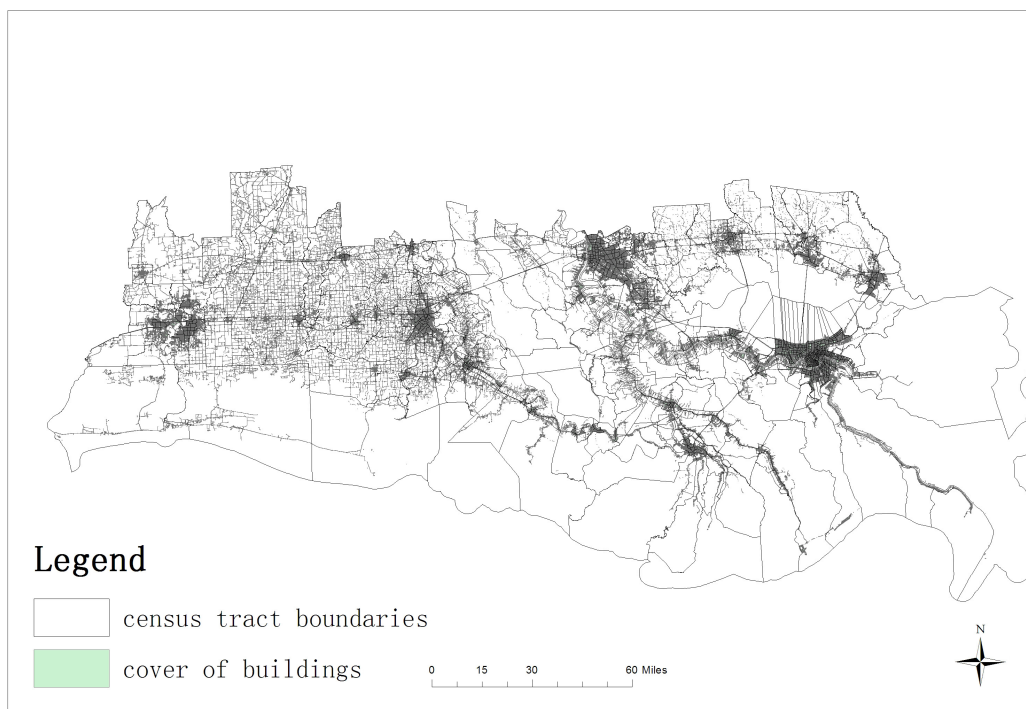 Legend
census tract boundaries
cover of buildings
0 15 30 60 Miles
N